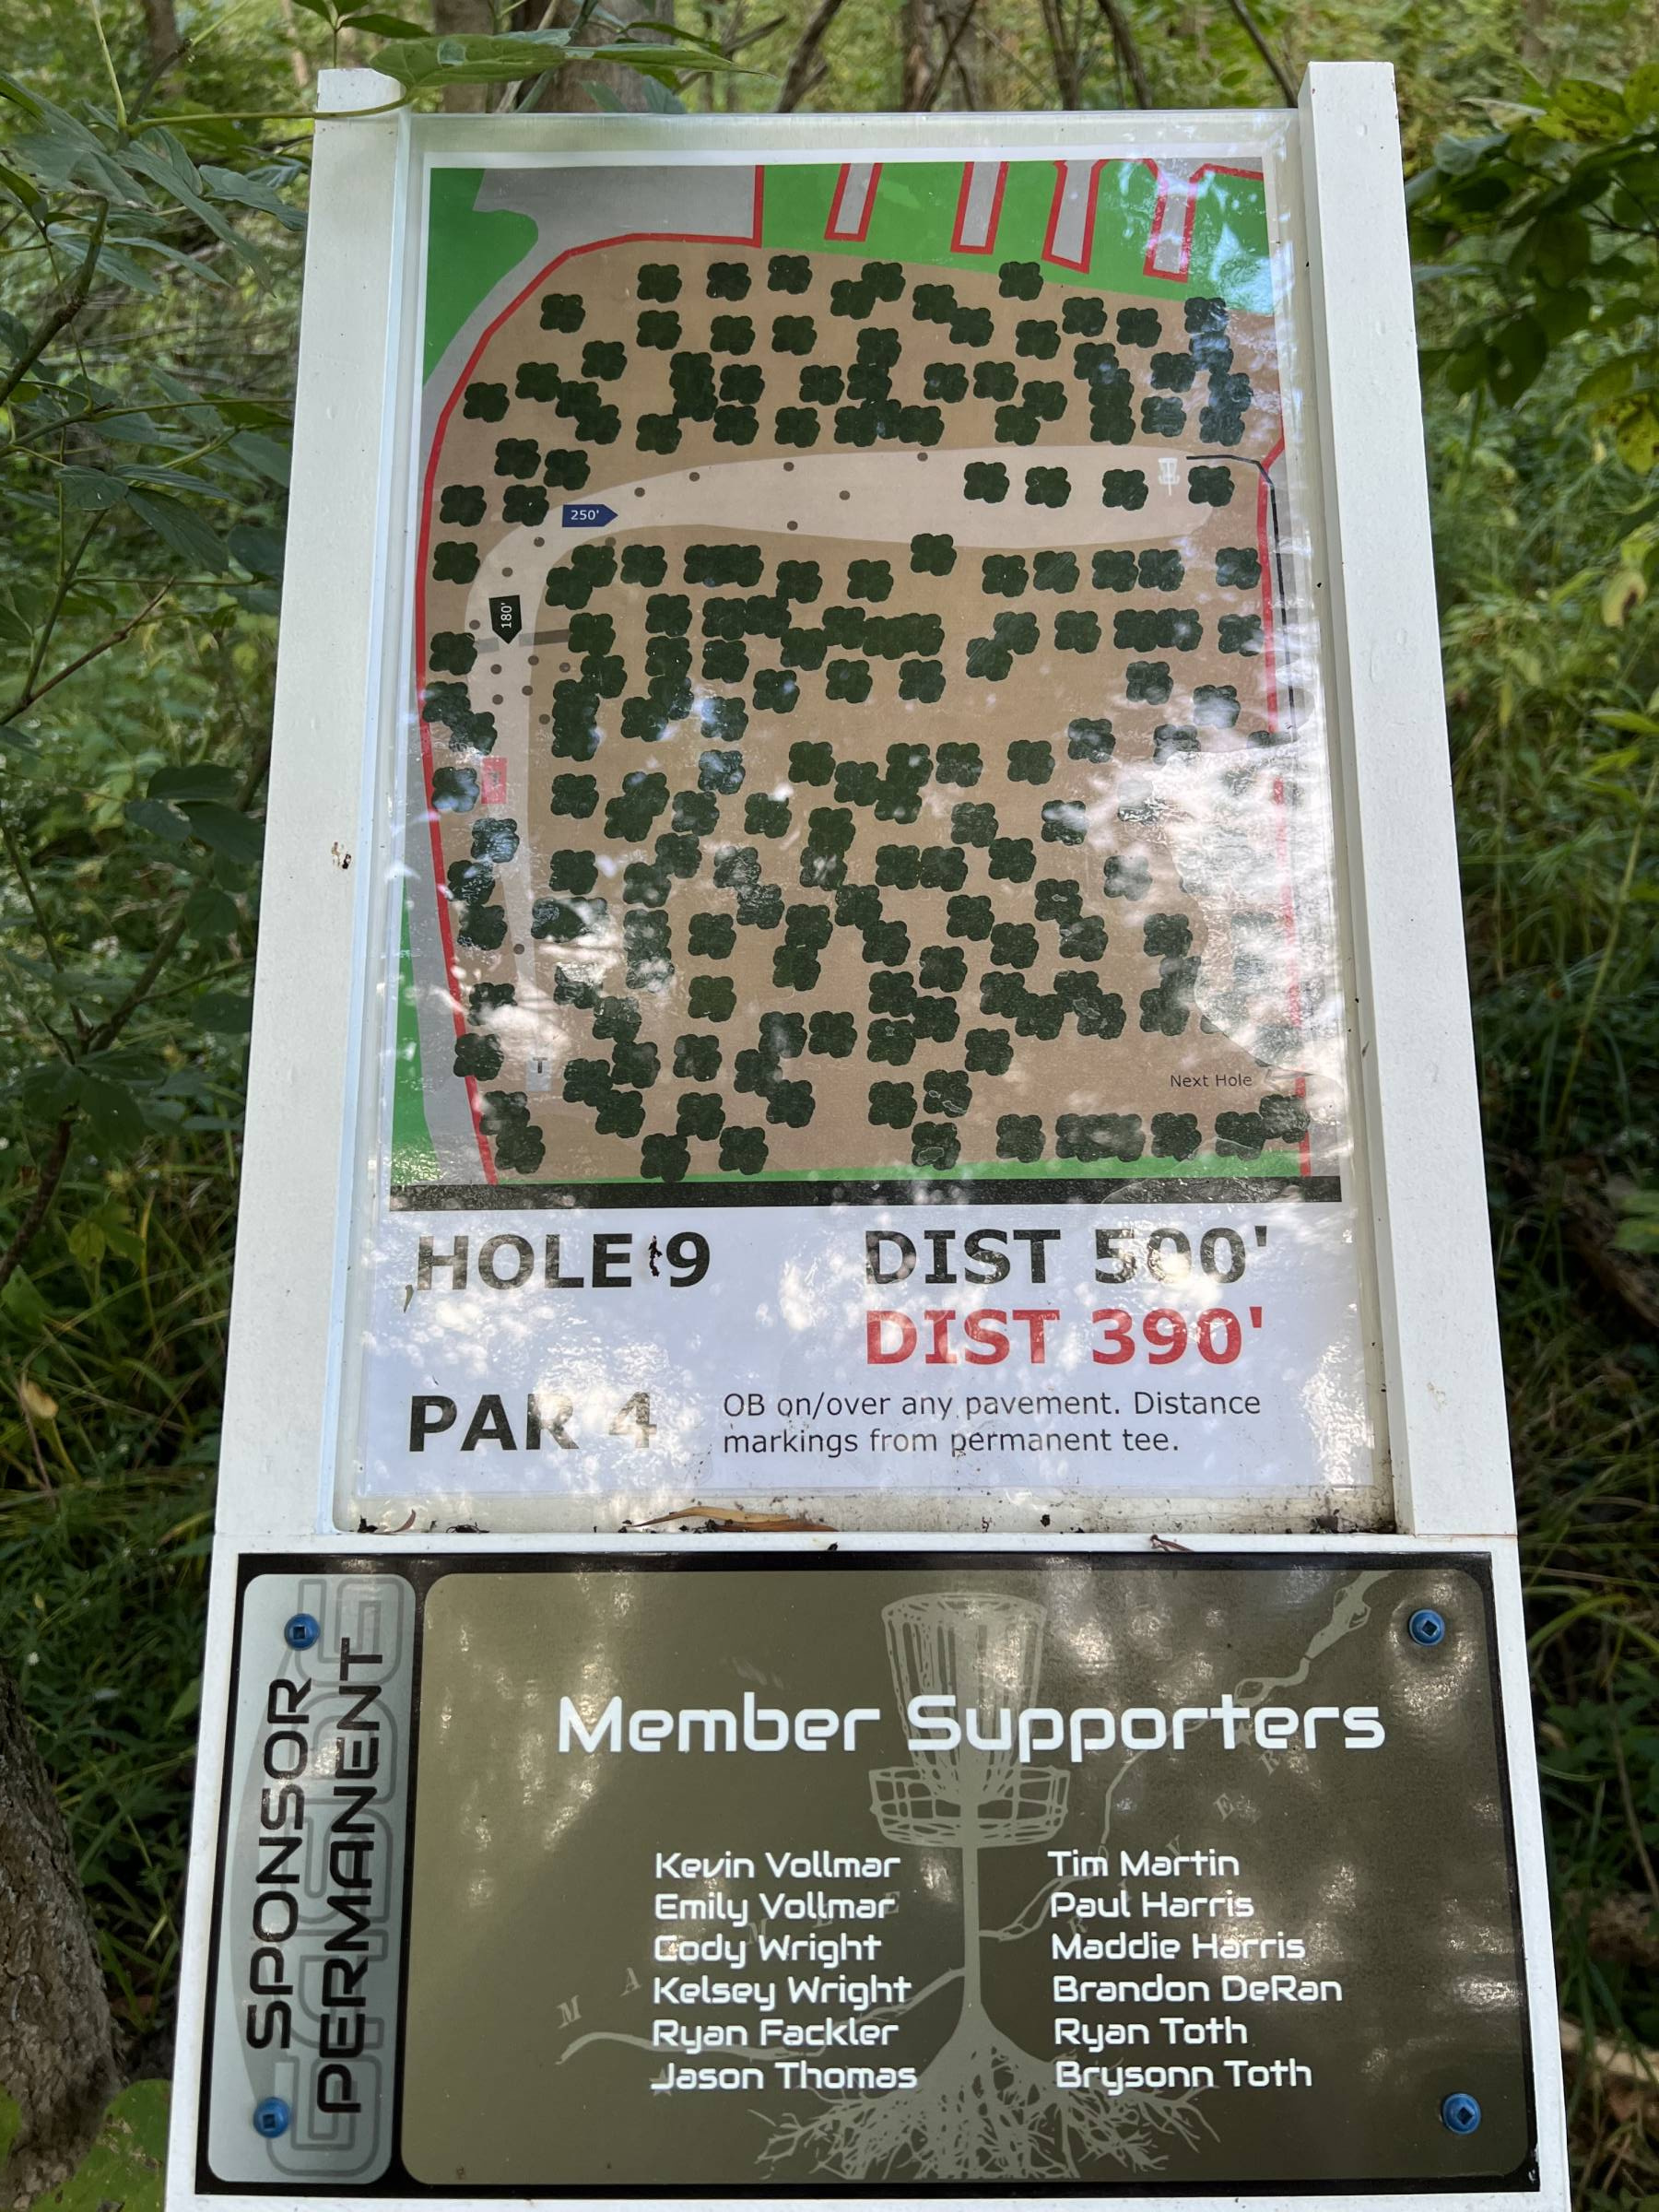 250'
180'
T
Next Hole
HOLE 9
DIST 500'
DIST 390'
PAR 4
OB on/over any pavement. Distance
markings from permanent tee.
SPONSOR
PERMANENT
Member Supporters
Kevin Vollmar
Emily Vollmar
Cody Wright
Kelsey Wright
Ryan Fackler
Jason Thomas
Tim Martin
Paul Harris
Maddie Harris
Brandon DeRan
Ryan Toth
Brysonn Toth